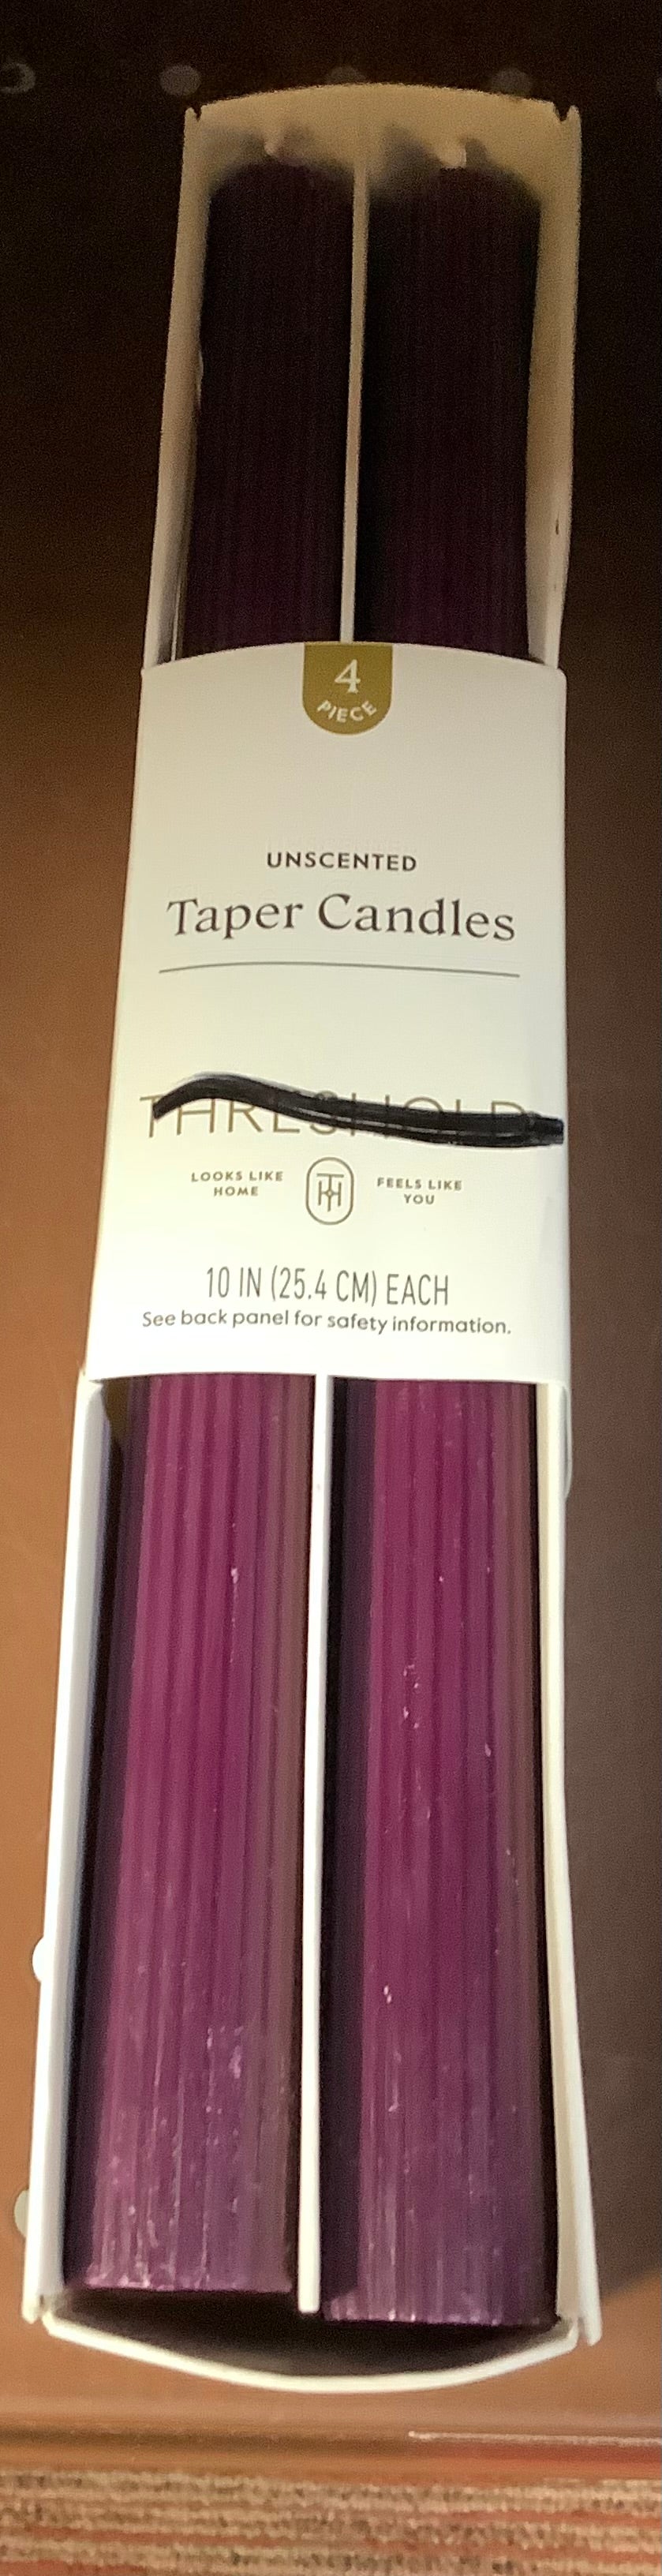 4
PIECE
UNSCENTED
Taper Candles
THRESHOLD
LOOKS LIKE
HOME
TH
FEELS LIKE
YOU
10 IN (25.4 CM) EACH
See back panel for safety information.